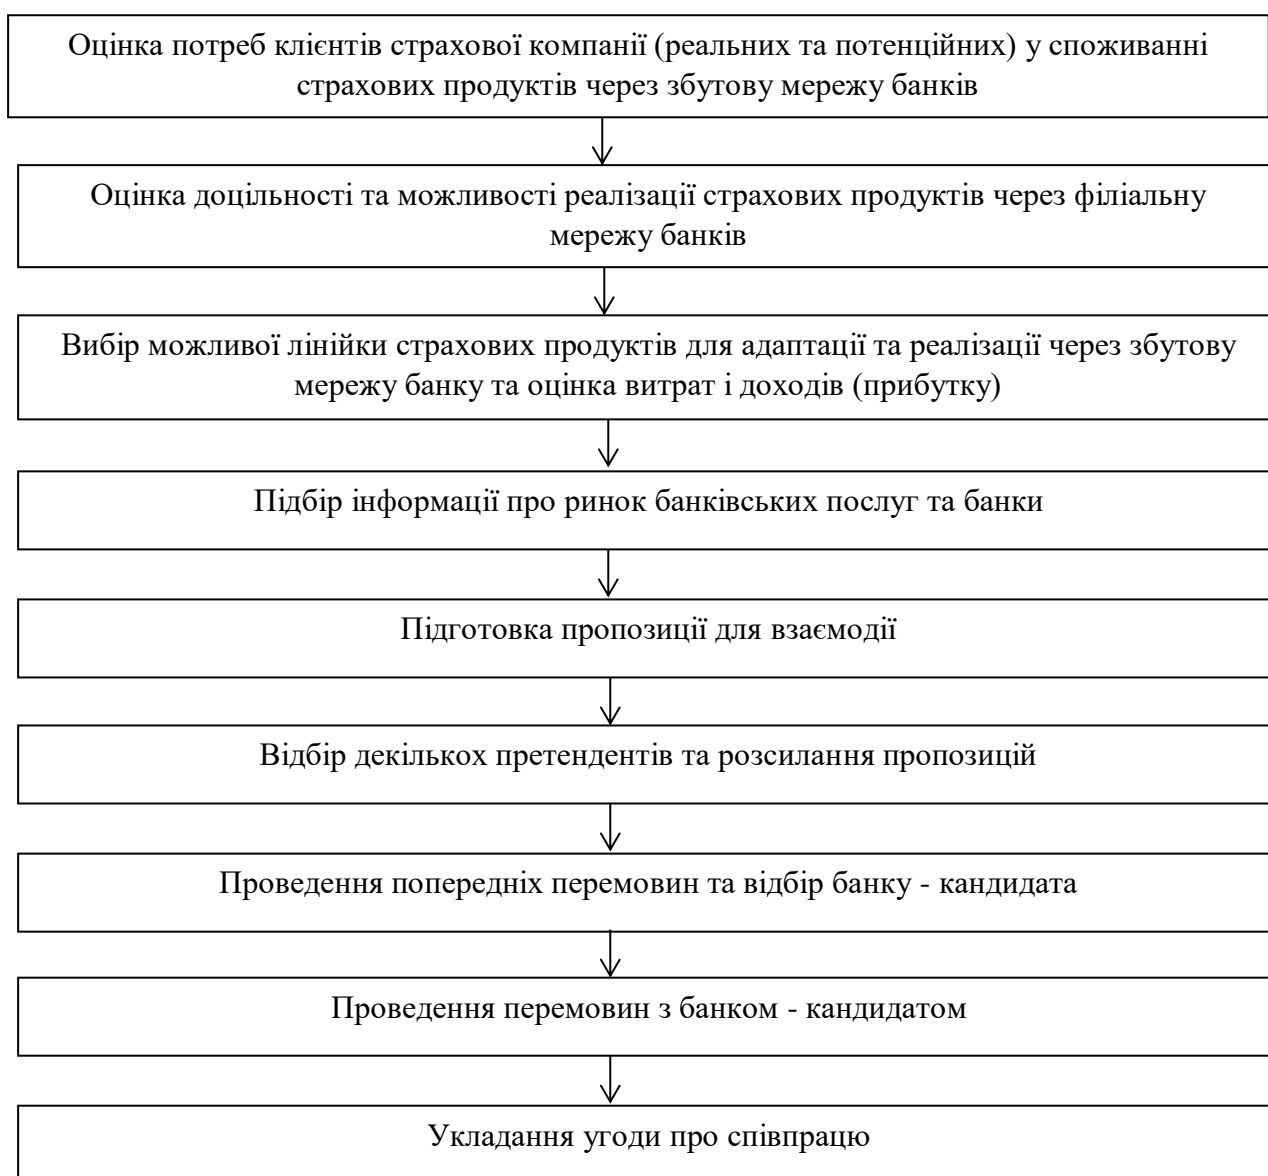 Оцінка потреб клієнтів страхової компанії (реальних та потенційних) у споживанні
страхових продуктів через збутову мережу банків
Оцінка доцільності та можливості реалізації страхових продуктів через філіальну
мережу банків
Вибір можливої лінійки страхових продуктів для адаптації та реалізації через збутову
мережу банку та оцінка витрат і доходів (прибутку)
Підбір інформації про ринок банківських послуг та банки
Підготовка пропозиції для взаємодії
Відбір декількох претендентів та розсилання пропозицій
Проведення попередніх перемовин та відбір банку - кандидата
Проведення перемовин з банком - кандидатом
Укладання угоди про співпрацю